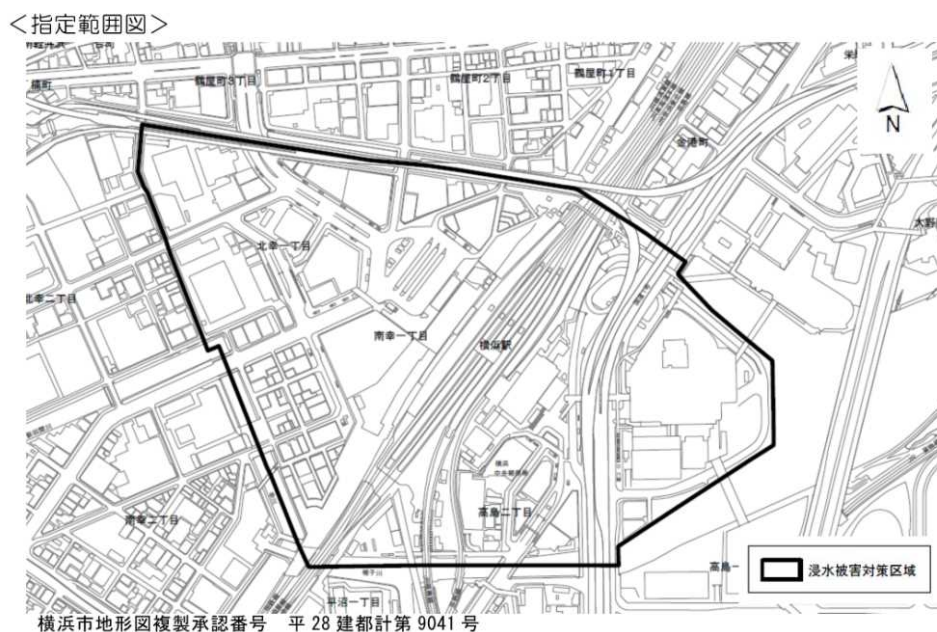 ＜指定範囲図＞
鶴屋町3丁目
鶴屋町2丁目
鶴屋町1丁目
金港町
N
北幸一丁目
北幸二丁目
南幸一丁目
横浜駅
南幸二丁目
高島二丁目
平沼一丁目
高島一
浸水被害対策区域
横浜市地形図複製承認番号 平28建都計第9041号